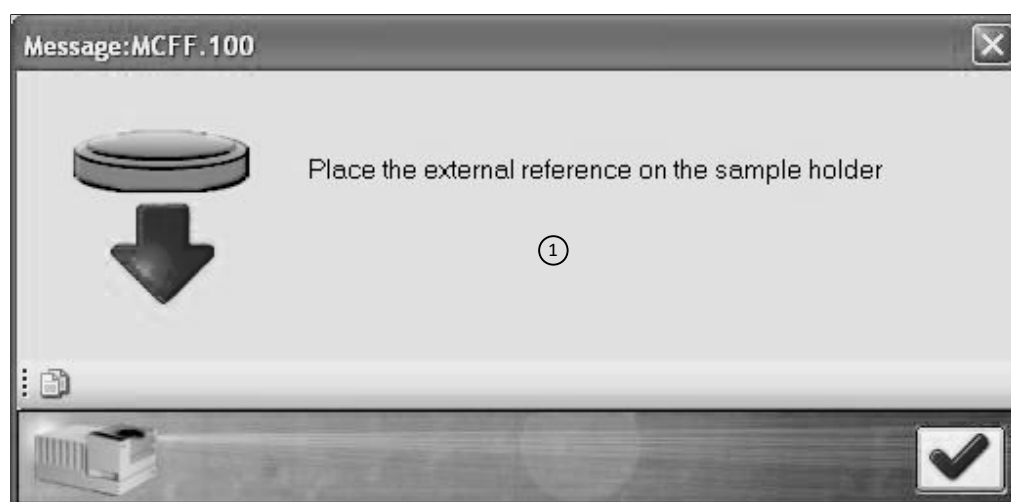 Message:MCFF.100
Place the external reference on the sample holder
1